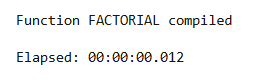 Function FACTORIAL compiled
Elapsed: 00:00:00.012